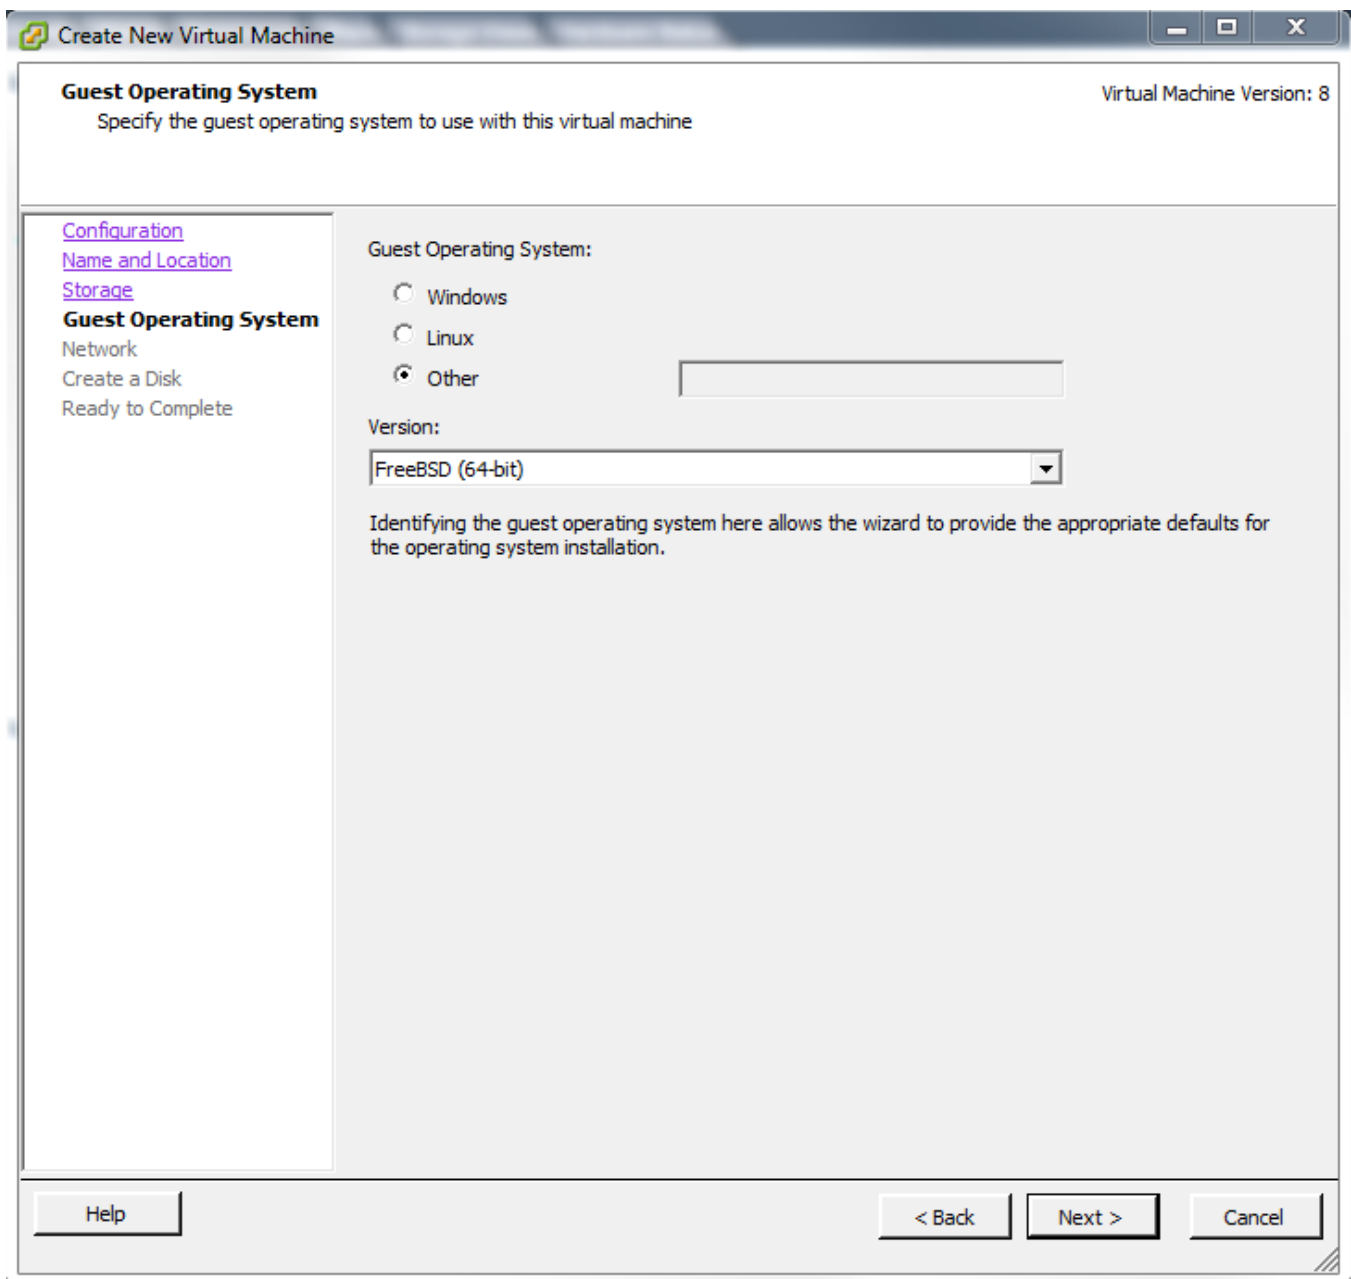 Create New Virtual Machine
Guest Operating System
Virtual Machine Version: 8
Specify the guest operating system to use with this virtual machine
Configuration
Name and Location
Storage
Guest Operating System
Network
Create a Disk
Ready to Complete
Guest Operating System:
Windows
Linux
Other
Version:
FreeBSD (64-bit)
Identifying the guest operating system here allows the wizard to provide the appropriate defaults for
the operating system installation.
Help
< Back
Next >
Cancel